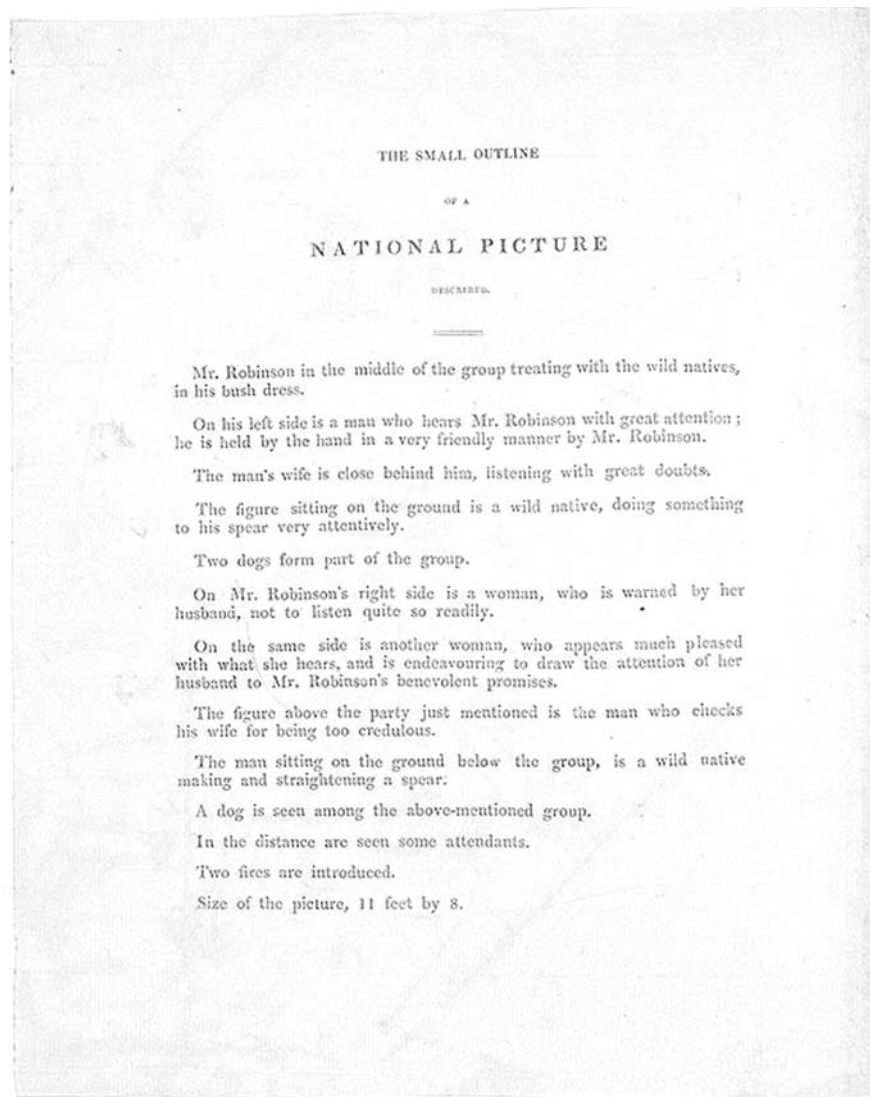 THE SMALL OUTLINE
OF A
NATIONAL PICTURE
DESCRIBED.
Mr. Robinson in the middle of the group treating with the wild natives,
in his bush dress.
On his left side is a man who hears Mr. Robinson with great attention;
he is held by the hand in a very friendly manner by Mr. Robinson.
The man's wife is close behind him, listening with great doubts.
The figure sitting on the ground is a wild native, doing something
to his spear very attentively.
Two dogs form part of the group.
On Mr. Robinson's right side is a woman, who is warned by her
husband, not to listen quite so readily.
On the same side is another woman, who appears much pleased
with what she hears, and is endeavouring to draw the attention of her
husband to Mr. Robinson's benevolent promises.
The figure above the party just mentioned is the man who checks
his wife for being too credulous.
The man sitting on the ground below the group, is a wild native
making and straightening a spear.
A dog is seen among the above-mentioned group.
In the distance are seen some attendants.
Two fires are introduced.
Size of the picture, 11 feet by 8.